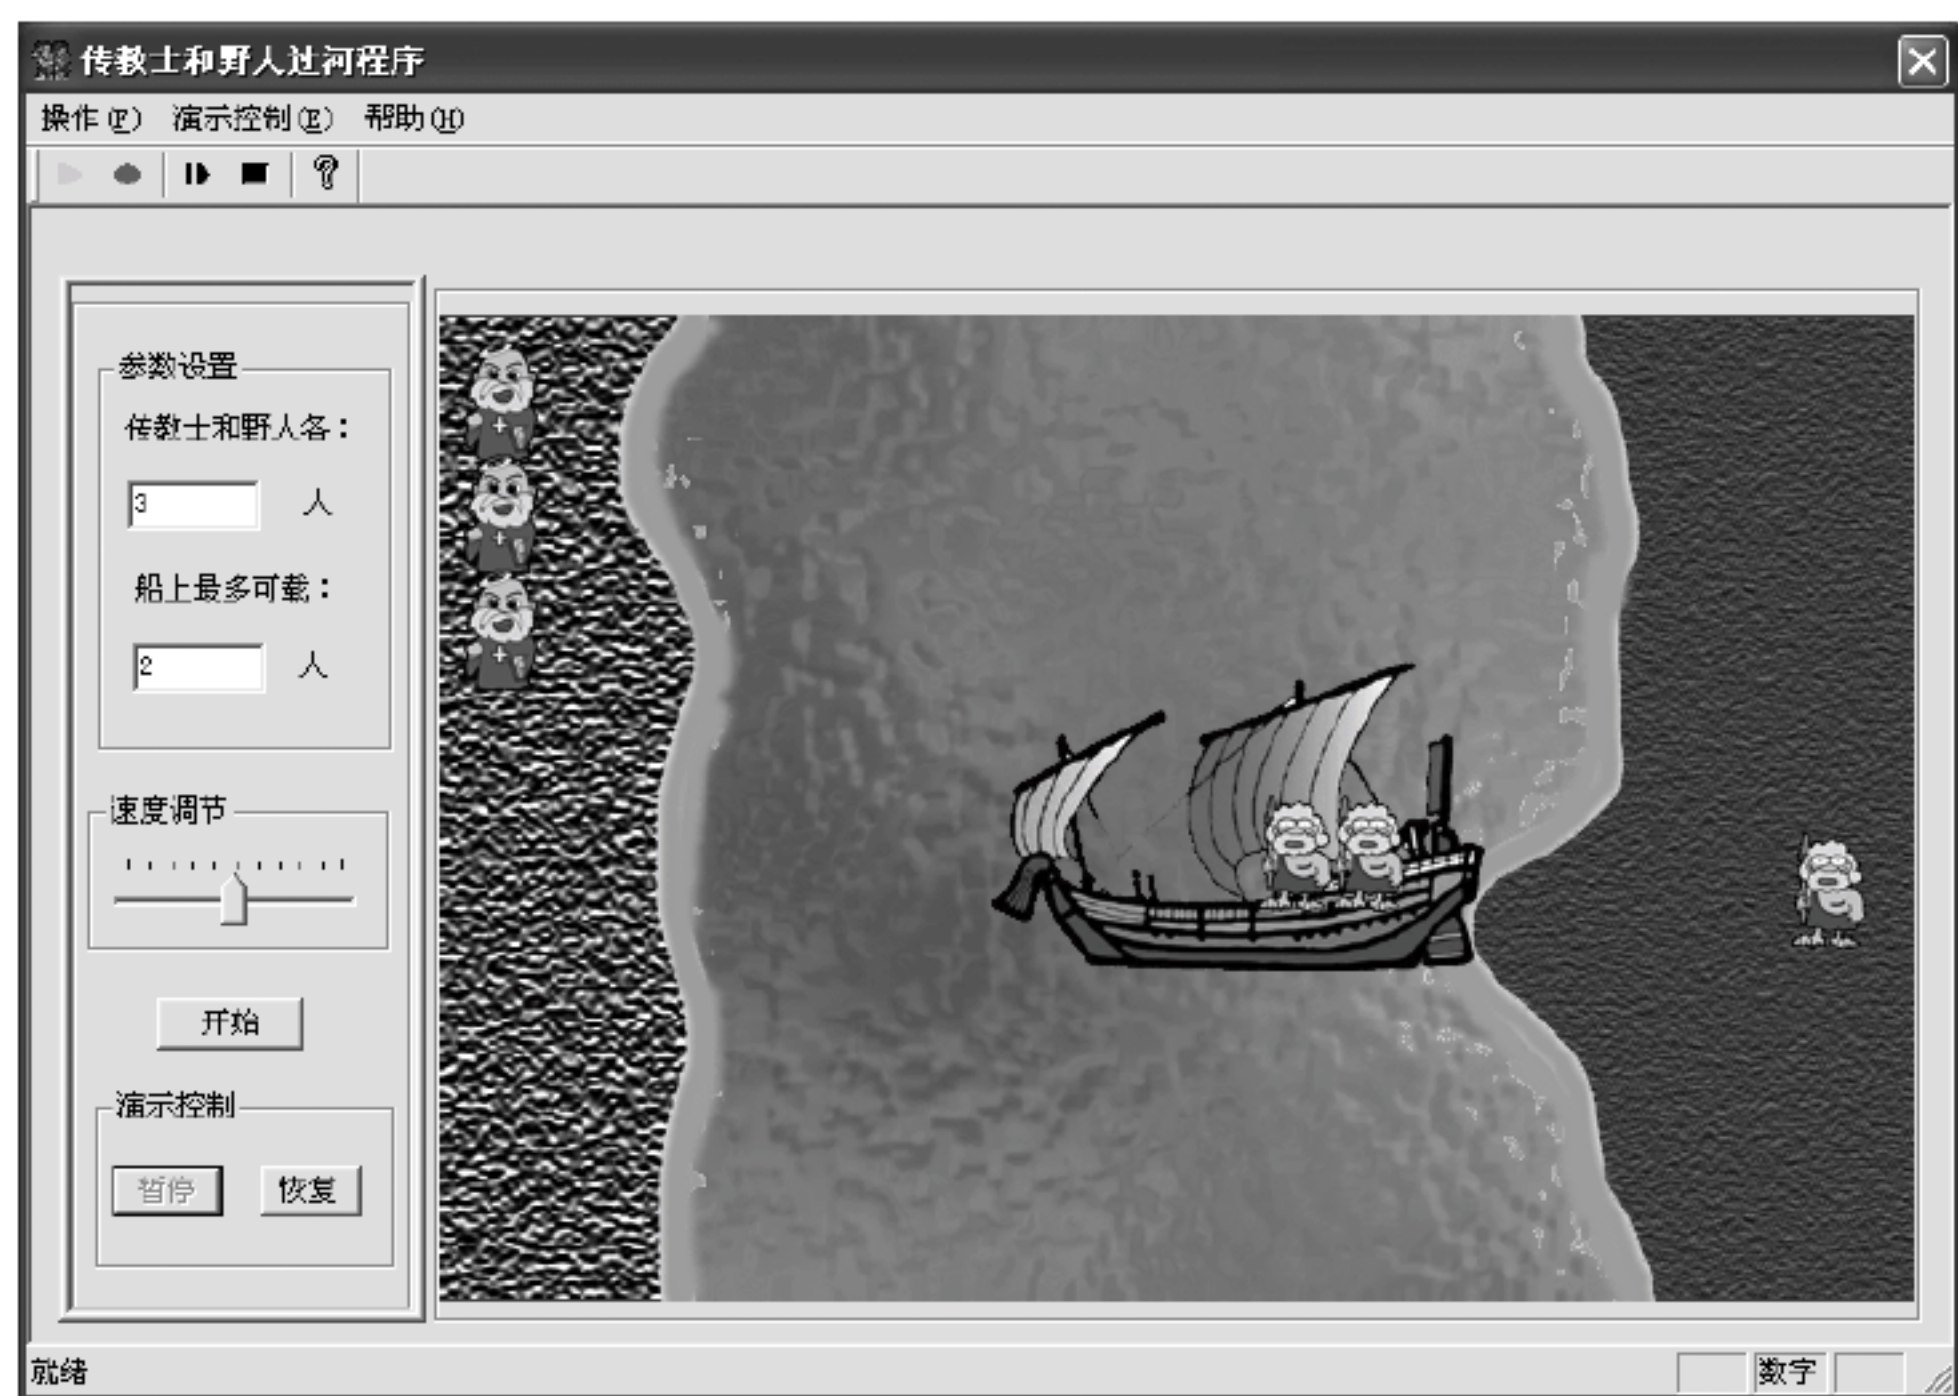 传教士和野人过河程序
操作(F) 演示控制(E) 帮助(H)
参数设置
传教士和野人各:
3 人
船上最多可载:
2 人
速度调节
开始
演示控制
暂停 恢复
就绪 数字